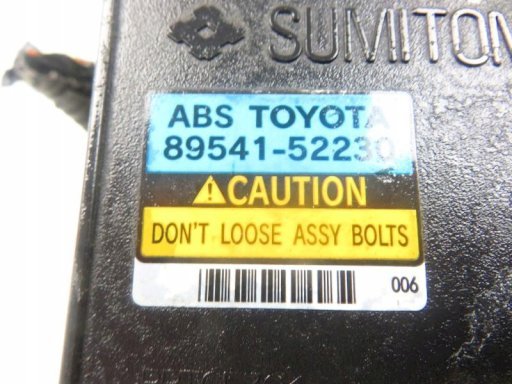 SUMITOM
ABS TOYOTA
89541-52230
CAUTION
DON'T LOOSE ASSY BOLTS
006